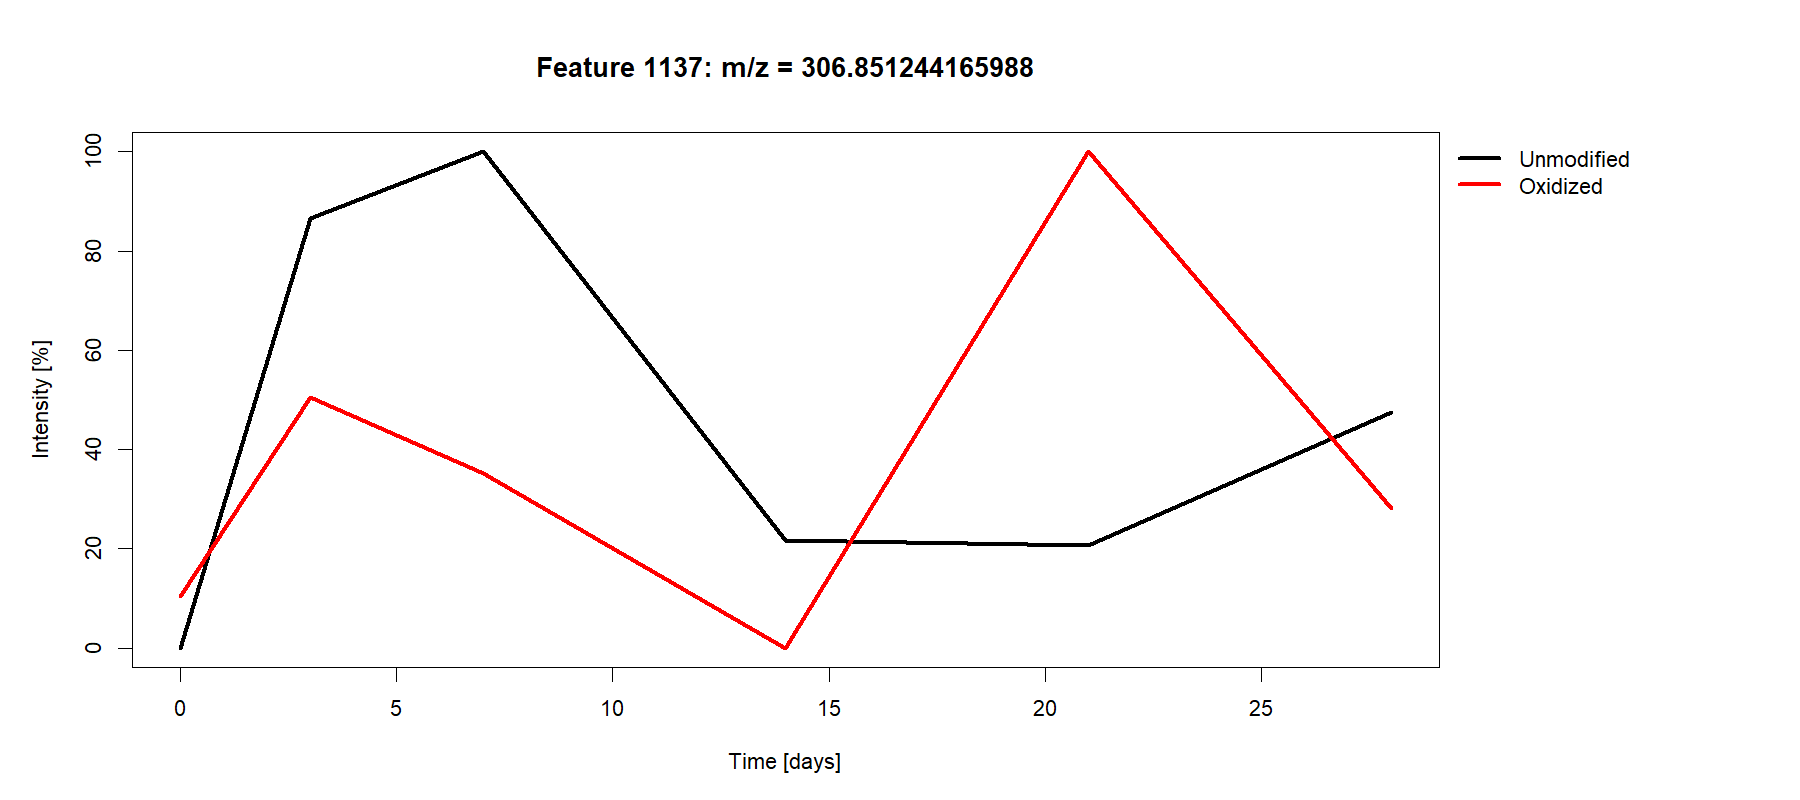 Feature 1137: m/z = 306.851244165988
Unmodified
Oxidized
100
80
60
40
20
0
Intensity [%]
0 5 10 15 20 25
Time [days]